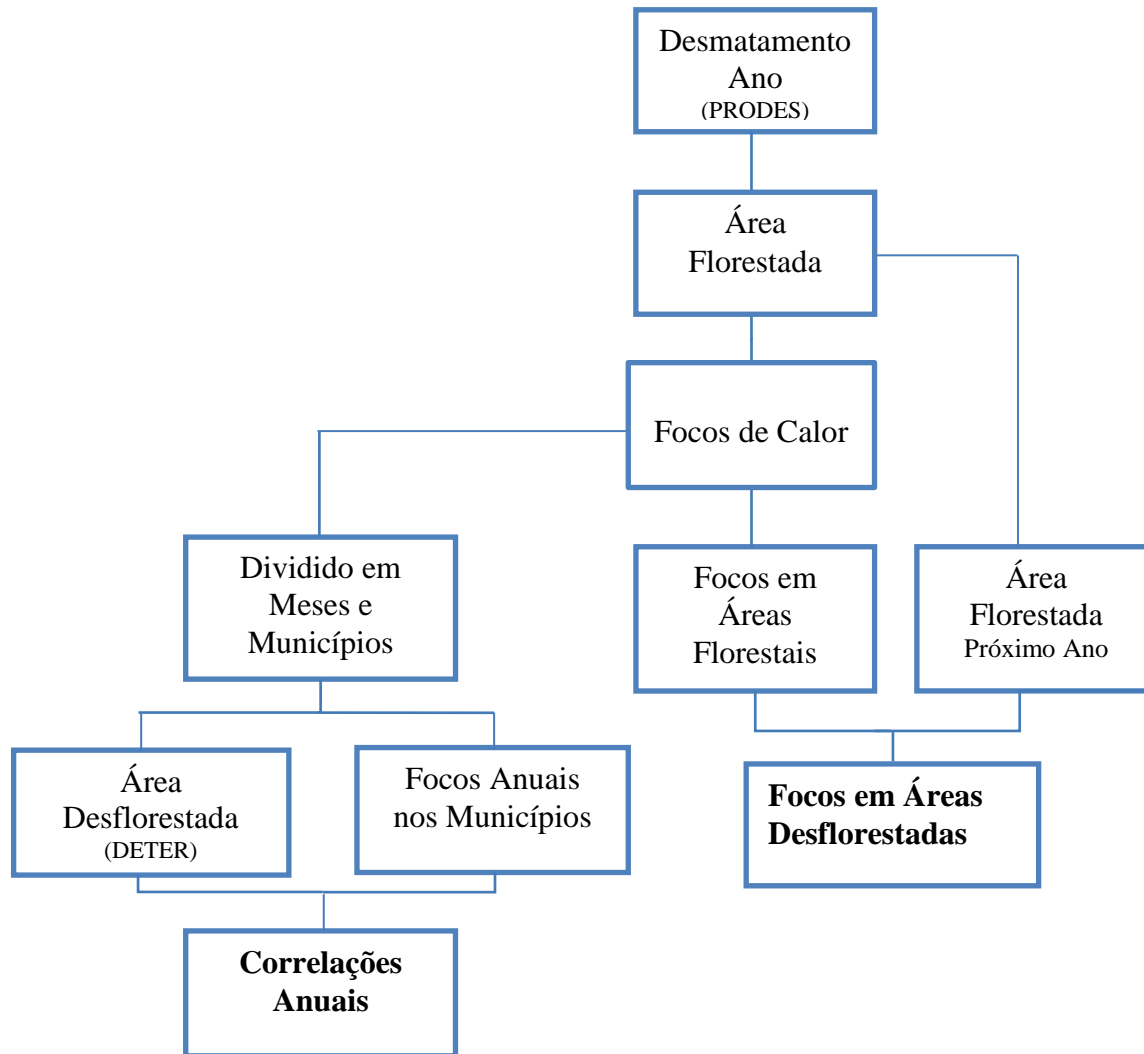 Desmatamento
Ano
(PRODES)
Área
Florestada
Focos de Calor
Dividido em
Meses e
Municípios
Focos em
Áreas
Florestais
Área
Florestada
Próximo Ano
Área
Desflorestada
(DETER)
Focos Anuais
nos Municípios
Focos em Áreas
Desflorestadas
Correlações
Anuais